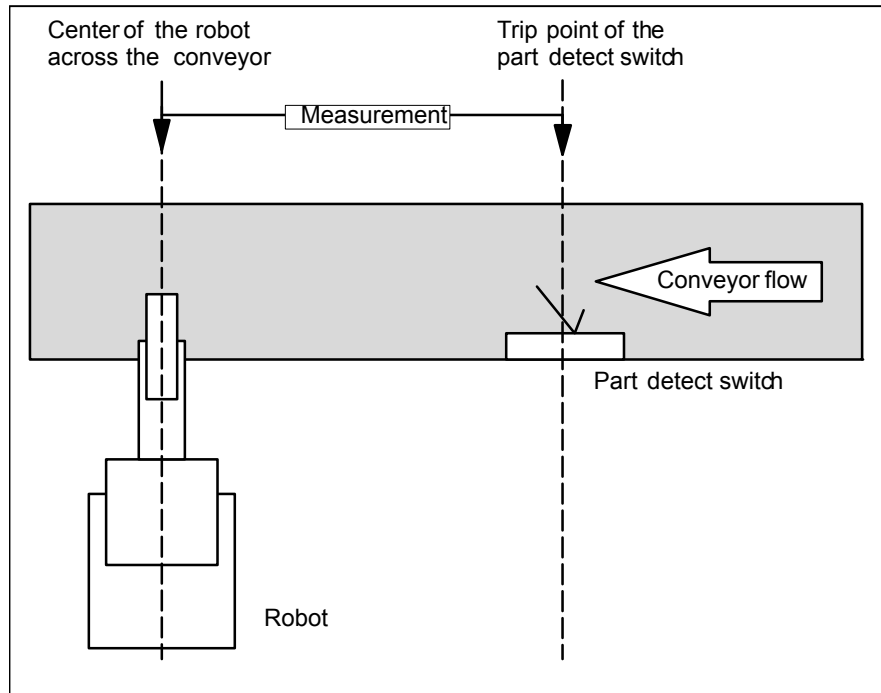 Center of the robot
across the conveyor
Trip point of the
part detect switch
Measurement
Conveyor flow
Part detect switch
Robot